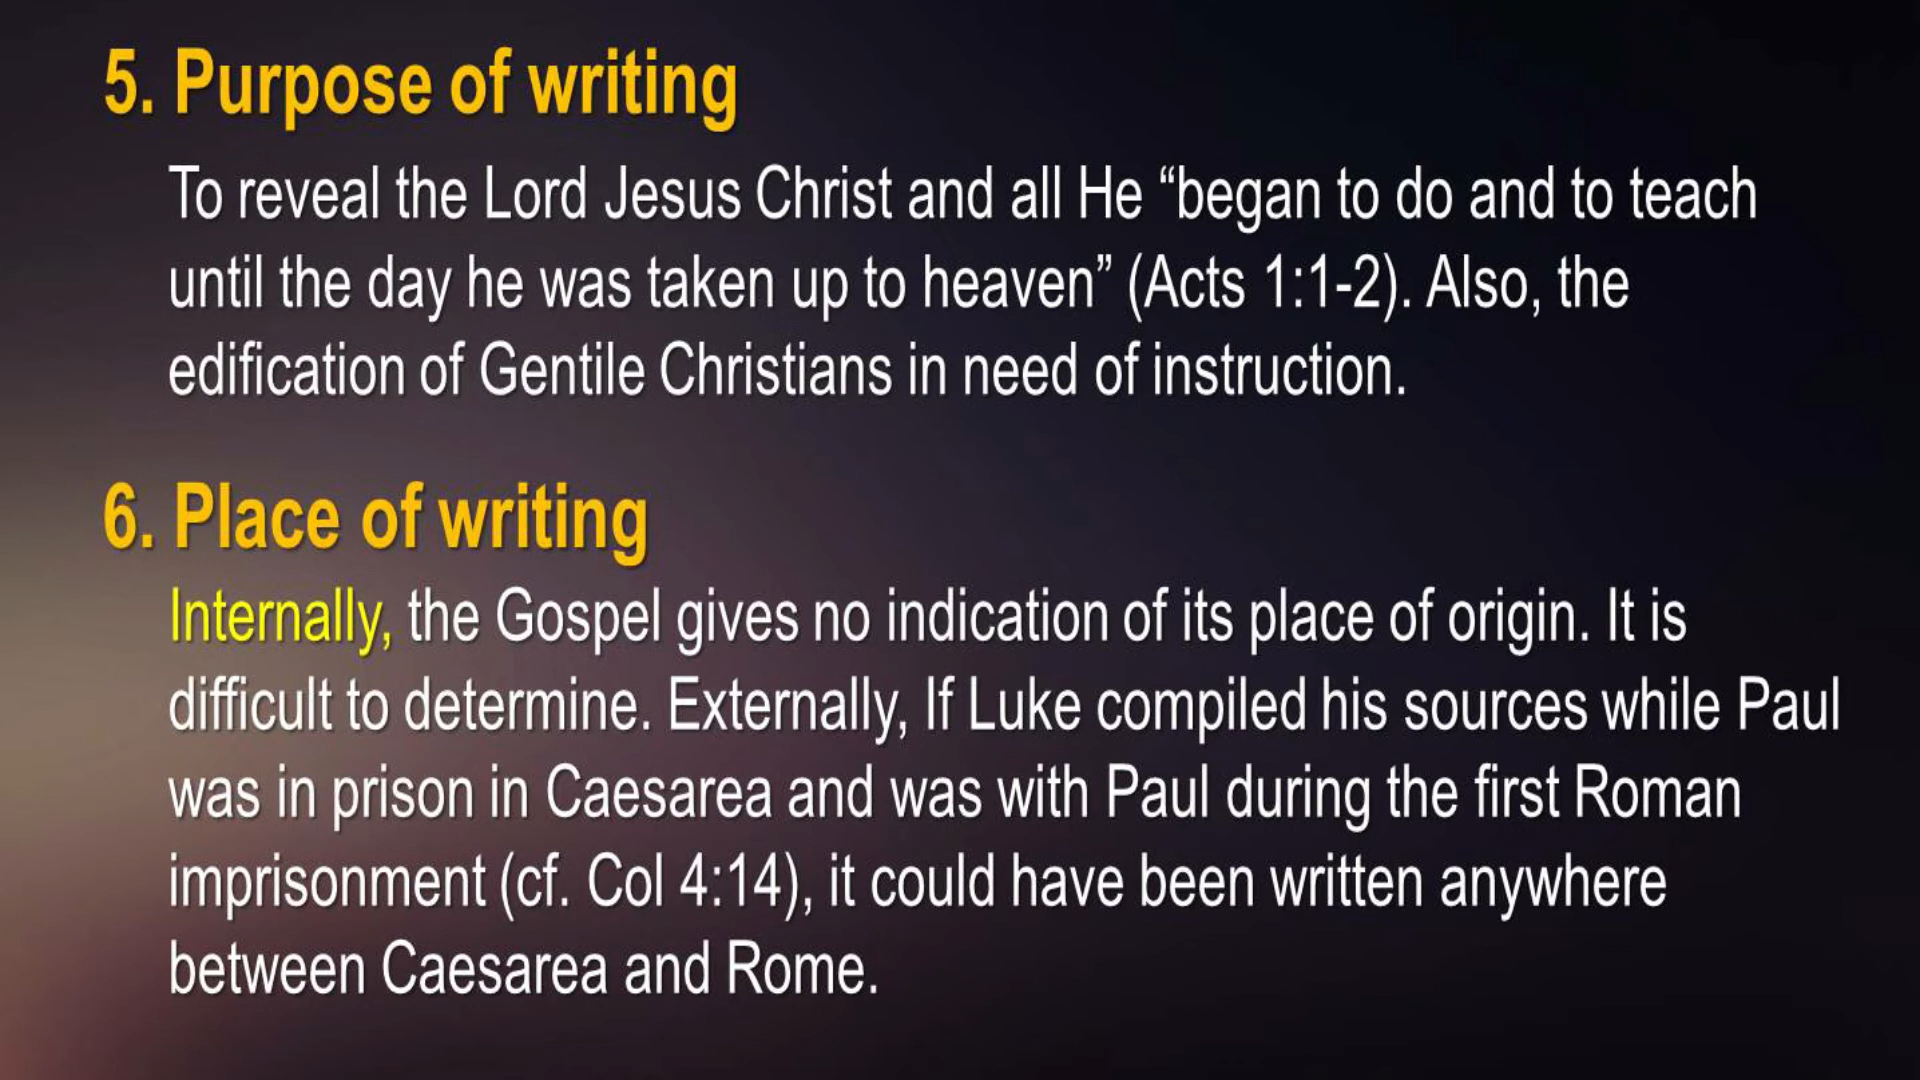 5. Purpose of writing
To reveal the Lord Jesus Christ and all He “began to do and to teach
until the day he was taken up to heaven” (Acts 1:1-2). Also, the
edification of Gentile Christians in need of instruction.
6. Place of writing
Internally, the Gospel gives no indication of its place of origin. It is
difficult to determine. Externally, If Luke compiled his sources while Paul
was in prison in Caesarea and was with Paul during the first Roman
imprisonment (cf. Col 4:14), it could have been written anywhere
between Caesarea and Rome.